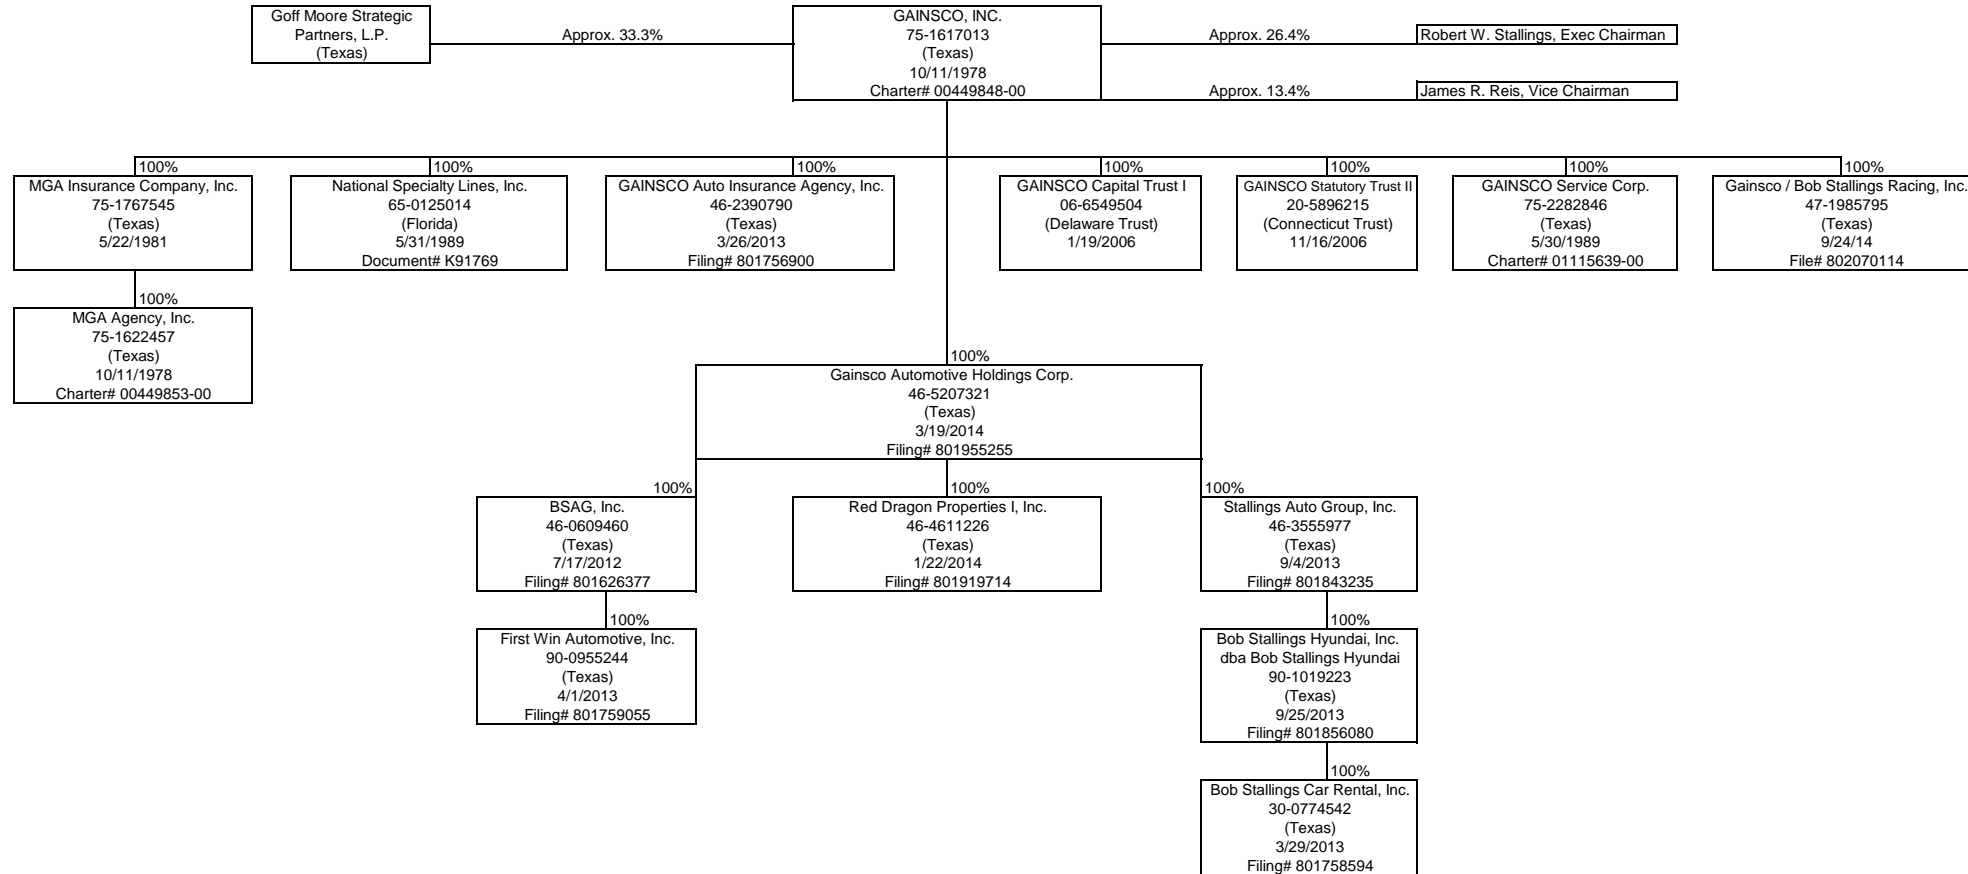 Goff Moore Strategic
Partners, L.P.
(Texas)
Approx. 33.3%
GAINSCO, INC.
75-1617013
(Texas)
10/11/1978
Charter# 00449848-00
Approx. 26.4%
Robert W. Stallings, Exec Chairman
Approx. 13.4%
James R. Reis, Vice Chairman
100%
MGA Insurance Company, Inc.
75-1767545
(Texas)
5/22/1981
100%
National Specialty Lines, Inc.
65-0125014
(Florida)
5/31/1989
Document# K91769
100%
GAINSCO Auto Insurance Agency, Inc.
46-2390790
(Texas)
3/26/2013
Filing# 801756900
100%
GAINSCO Capital Trust I
06-6549504
(Delaware Trust)
1/19/2006
100%
GAINSCO Statutory Trust II
20-5896215
(Connecticut Trust)
11/16/2006
100%
GAINSCO Service Corp.
75-2282846
(Texas)
5/30/1989
Charter# 01115639-00
100%
Gainsco / Bob Stallings Racing, Inc.
47-1985795
(Texas)
9/24/14
File# 802070114
100%
MGA Agency, Inc.
75-1622457
(Texas)
10/11/1978
Charter# 00449853-00
100%
Gainsco Automotive Holdings Corp.
46-5207321
(Texas)
3/19/2014
Filing# 801955255
100%
BSAG, Inc.
46-0609460
(Texas)
7/17/2012
Filing# 801626377
100%
Red Dragon Properties I, Inc.
46-4611226
(Texas)
1/22/2014
Filing# 801919714
100%
Stallings Auto Group, Inc.
46-3555977
(Texas)
9/4/2013
Filing# 801843235
100%
First Win Automotive, Inc.
90-0955244
(Texas)
4/1/2013
Filing# 801759055
100%
Bob Stallings Hyundai, Inc.
dba Bob Stallings Hyundai
90-1019223
(Texas)
9/25/2013
Filing# 801856080
100%
Bob Stallings Car Rental, Inc.
30-0774542
(Texas)
3/29/2013
Filing# 801758594